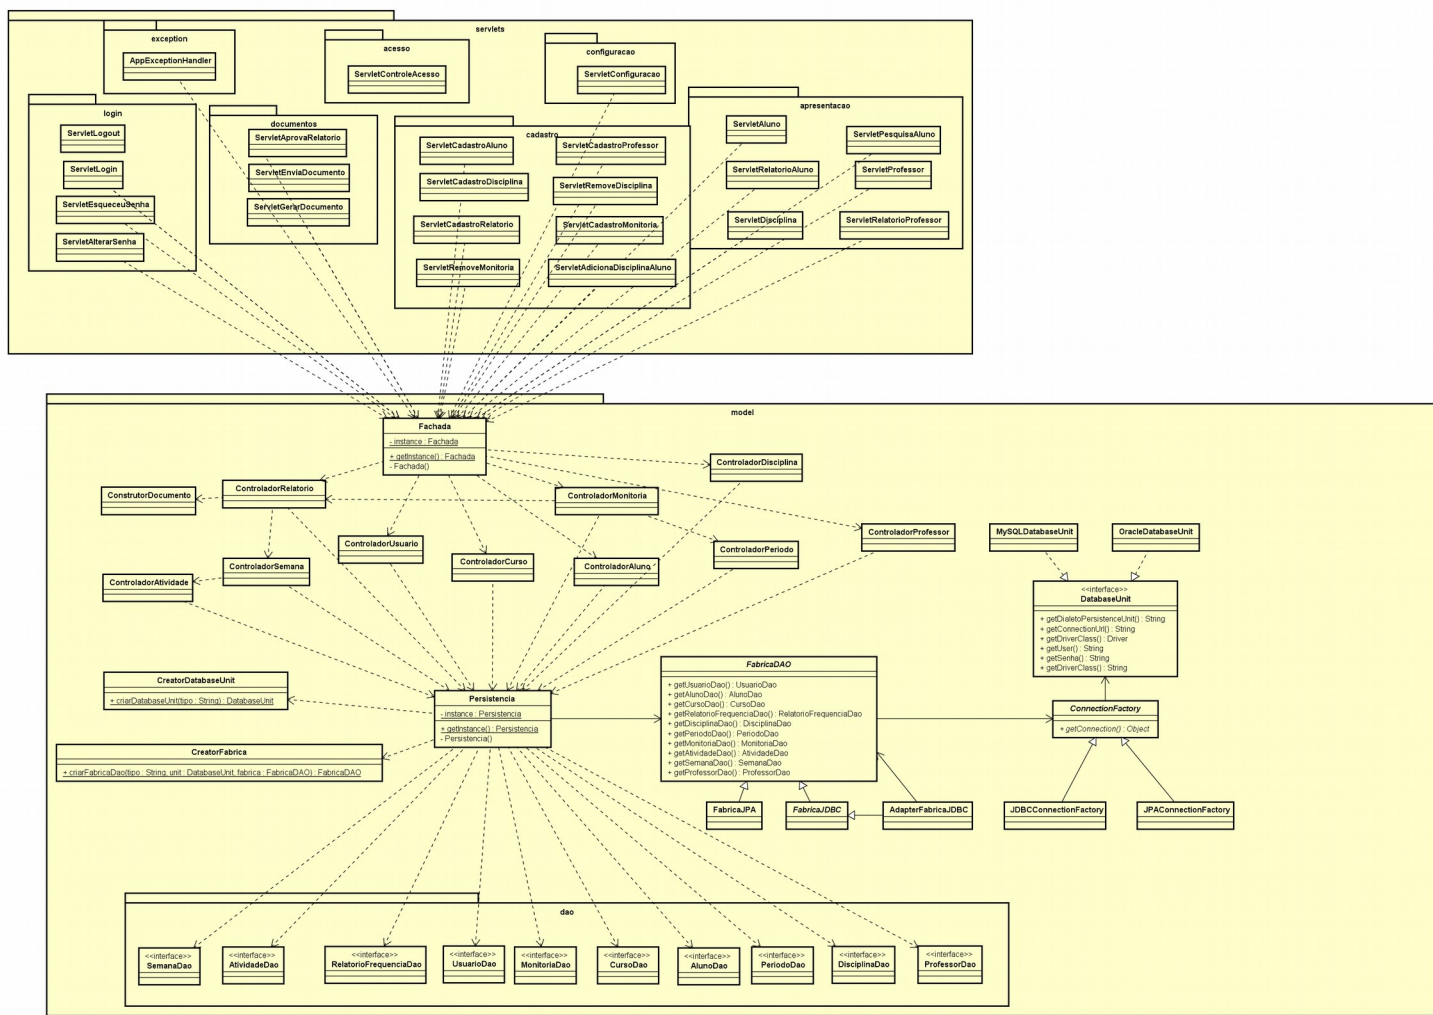 servlets
exception
AppExceptionHandler
acesso
ServletControleAcesso
configuracao
ServletConfiguracao
login
ServletLogout
ServletLogin
ServletEsqueceuSenha
ServletAlterarSenha
documentos
ServletAprovaRelatorio
ServletEnviaDocumento
ServletGerarDocumento
cadastro
ServletCadastroAluno
ServletCadastroProfessor
ServletCadastroDisciplina
ServletRemoveDisciplina
ServletCadastroRelatorio
ServletCadastroMonitoria
ServletRemoveMonitoria
ServletAdicionaDisciplinaAluno
apresentacao
ServletAluno
ServletPesquisaAluno
ServletRelatorioAluno
ServletProfessor
ServletDisciplina
ServletRelatorioProfessor
model
Fachada
- instance : Fachada
+ getInstance() : Fachada
- Fachada()
ControladorDisciplina
ConstrutorDocumento
ControladorRelatorio
ControladorMonitoria
ControladorProfessor
ControladorUsuario
ControladorPeriodo
ControladorCurso
ControladorSemana
ControladorAluno
ControladorAtividade
MySQLDatabaseUnit
OracleDatabaseUnit
<<interface>>
DatabaseUnit
+ getDialetoPersistenceUnit() : String
+ getConnectionUrl() : String
+ getDriverClass() : Driver
+ getUser() : String
+ getSenha() : String
+ getDriverClass() : String
CreatorDatabaseUnit
+ criarDatabaseUnit(tipo : String) : DatabaseUnit
Persistencia
- instance : Persistencia
+ getInstance() : Persistencia
- Persistencia()
CreatorFabrica
+ criarFabricaDao(tipo : String, unit : DatabaseUnit, fabrica : FabricaDAO) : FabricaDAO
FabricaDAO
+ getUsuarioDao() : UsuarioDao
+ getAlunoDao() : AlunoDao
+ getCursoDao() : CursoDao
+ getRelatorioFrequenciaDao() : RelatorioFrequenciaDao
+ getDisciplinaDao() : DisciplinaDao
+ getPeriodoDao() : PeriodoDao
+ getMonitoriaDao() : MonitoriaDao
+ getAtividadeDao() : AtividadeDao
+ getSemanaDao() : SemanaDao
+ getProfessorDao() : ProfessorDao
ConnectionFactory
+ getConnection() : Object
FabricaJPA
FabricaJDBC
AdapterFabricaJDBC
JDBCConnectionFactory
JPAConnectionFactory
dao
<<interface>>
SemanaDao
<<interface>>
AtividadeDao
<<interface>>
RelatorioFrequenciaDao
<<interface>>
UsuarioDao
<<interface>>
MonitoriaDao
<<interface>>
CursoDao
<<interface>>
AlunoDao
<<interface>>
PeriodoDao
<<interface>>
DisciplinaDao
<<interface>>
ProfessorDao